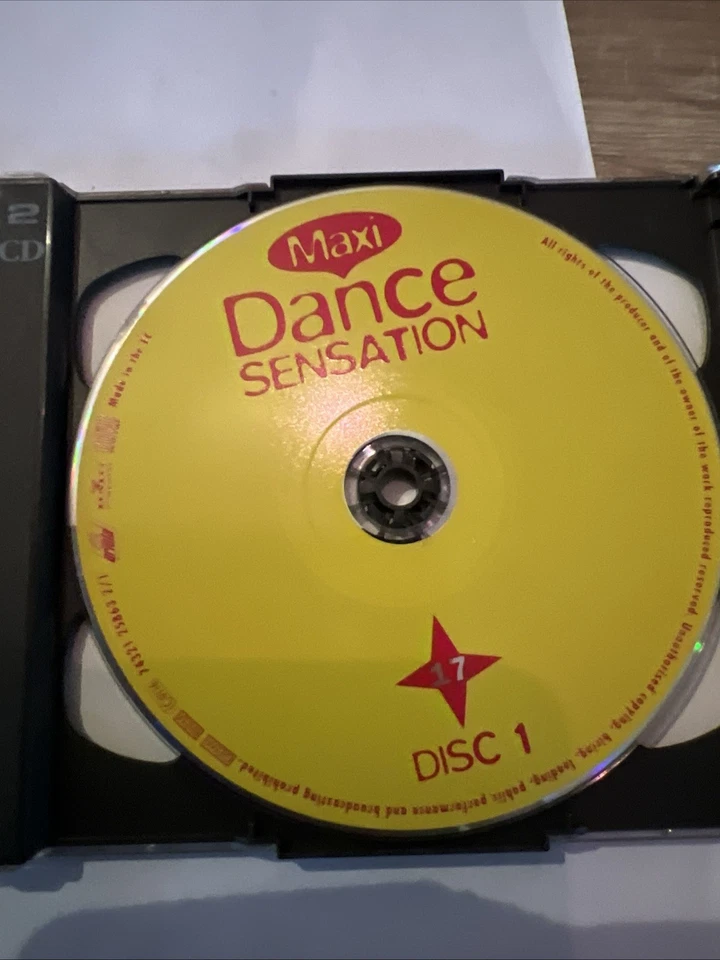 2
CD
Maxi
Dance
SENSATION
17
DISC 1
All rights of the producer and of the owner of the work reproduced reserved. Unauthorised copying, hiring, lending, public performance and broadcasting prohibited.
Made in the EC